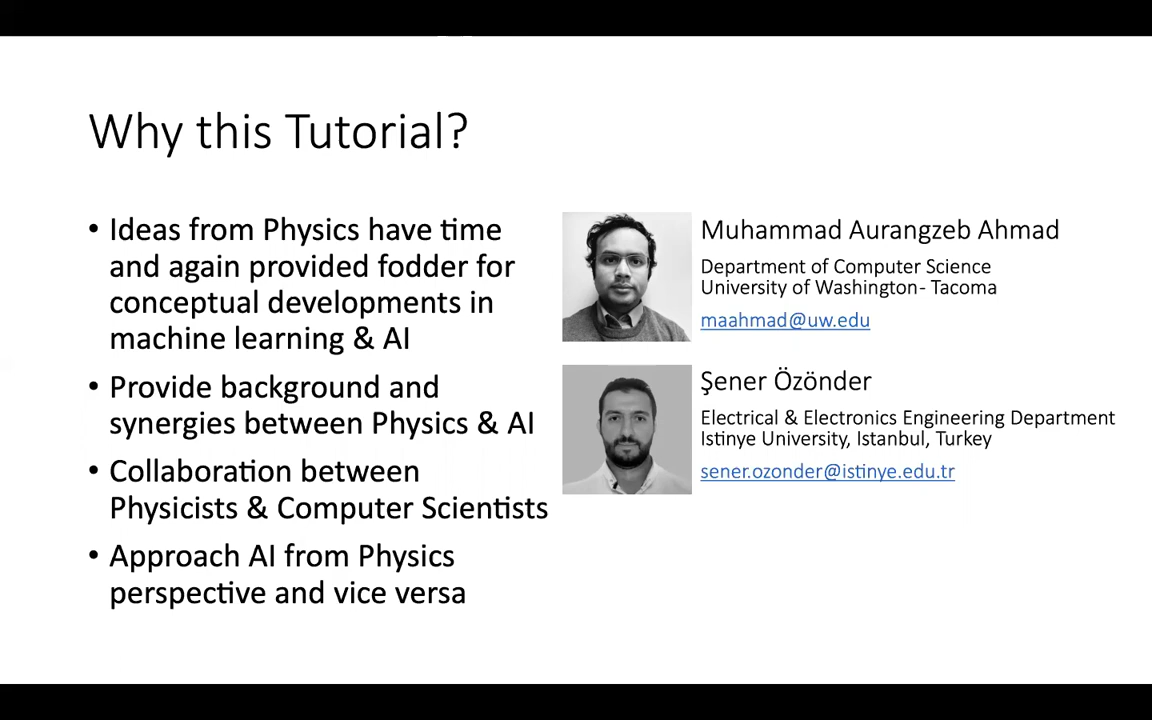 Why this Tutorial?
• Ideas from Physics have time
and again provided fodder for
conceptual developments in
machine learning & AI
• Provide background and
synergies between Physics & AI
• Collaboration between
Physicists & Computer Scientists
• Approach AI from Physics
perspective and vice versa
Muhammad Aurangzeb Ahmad
Department of Computer Science
University of Washington- Tacoma
maahmad@uw.edu
Şener Özönder
Electrical & Electronics Engineering Department
Istinye University, Istanbul, Turkey
sener.ozonder@istinye.edu.tr